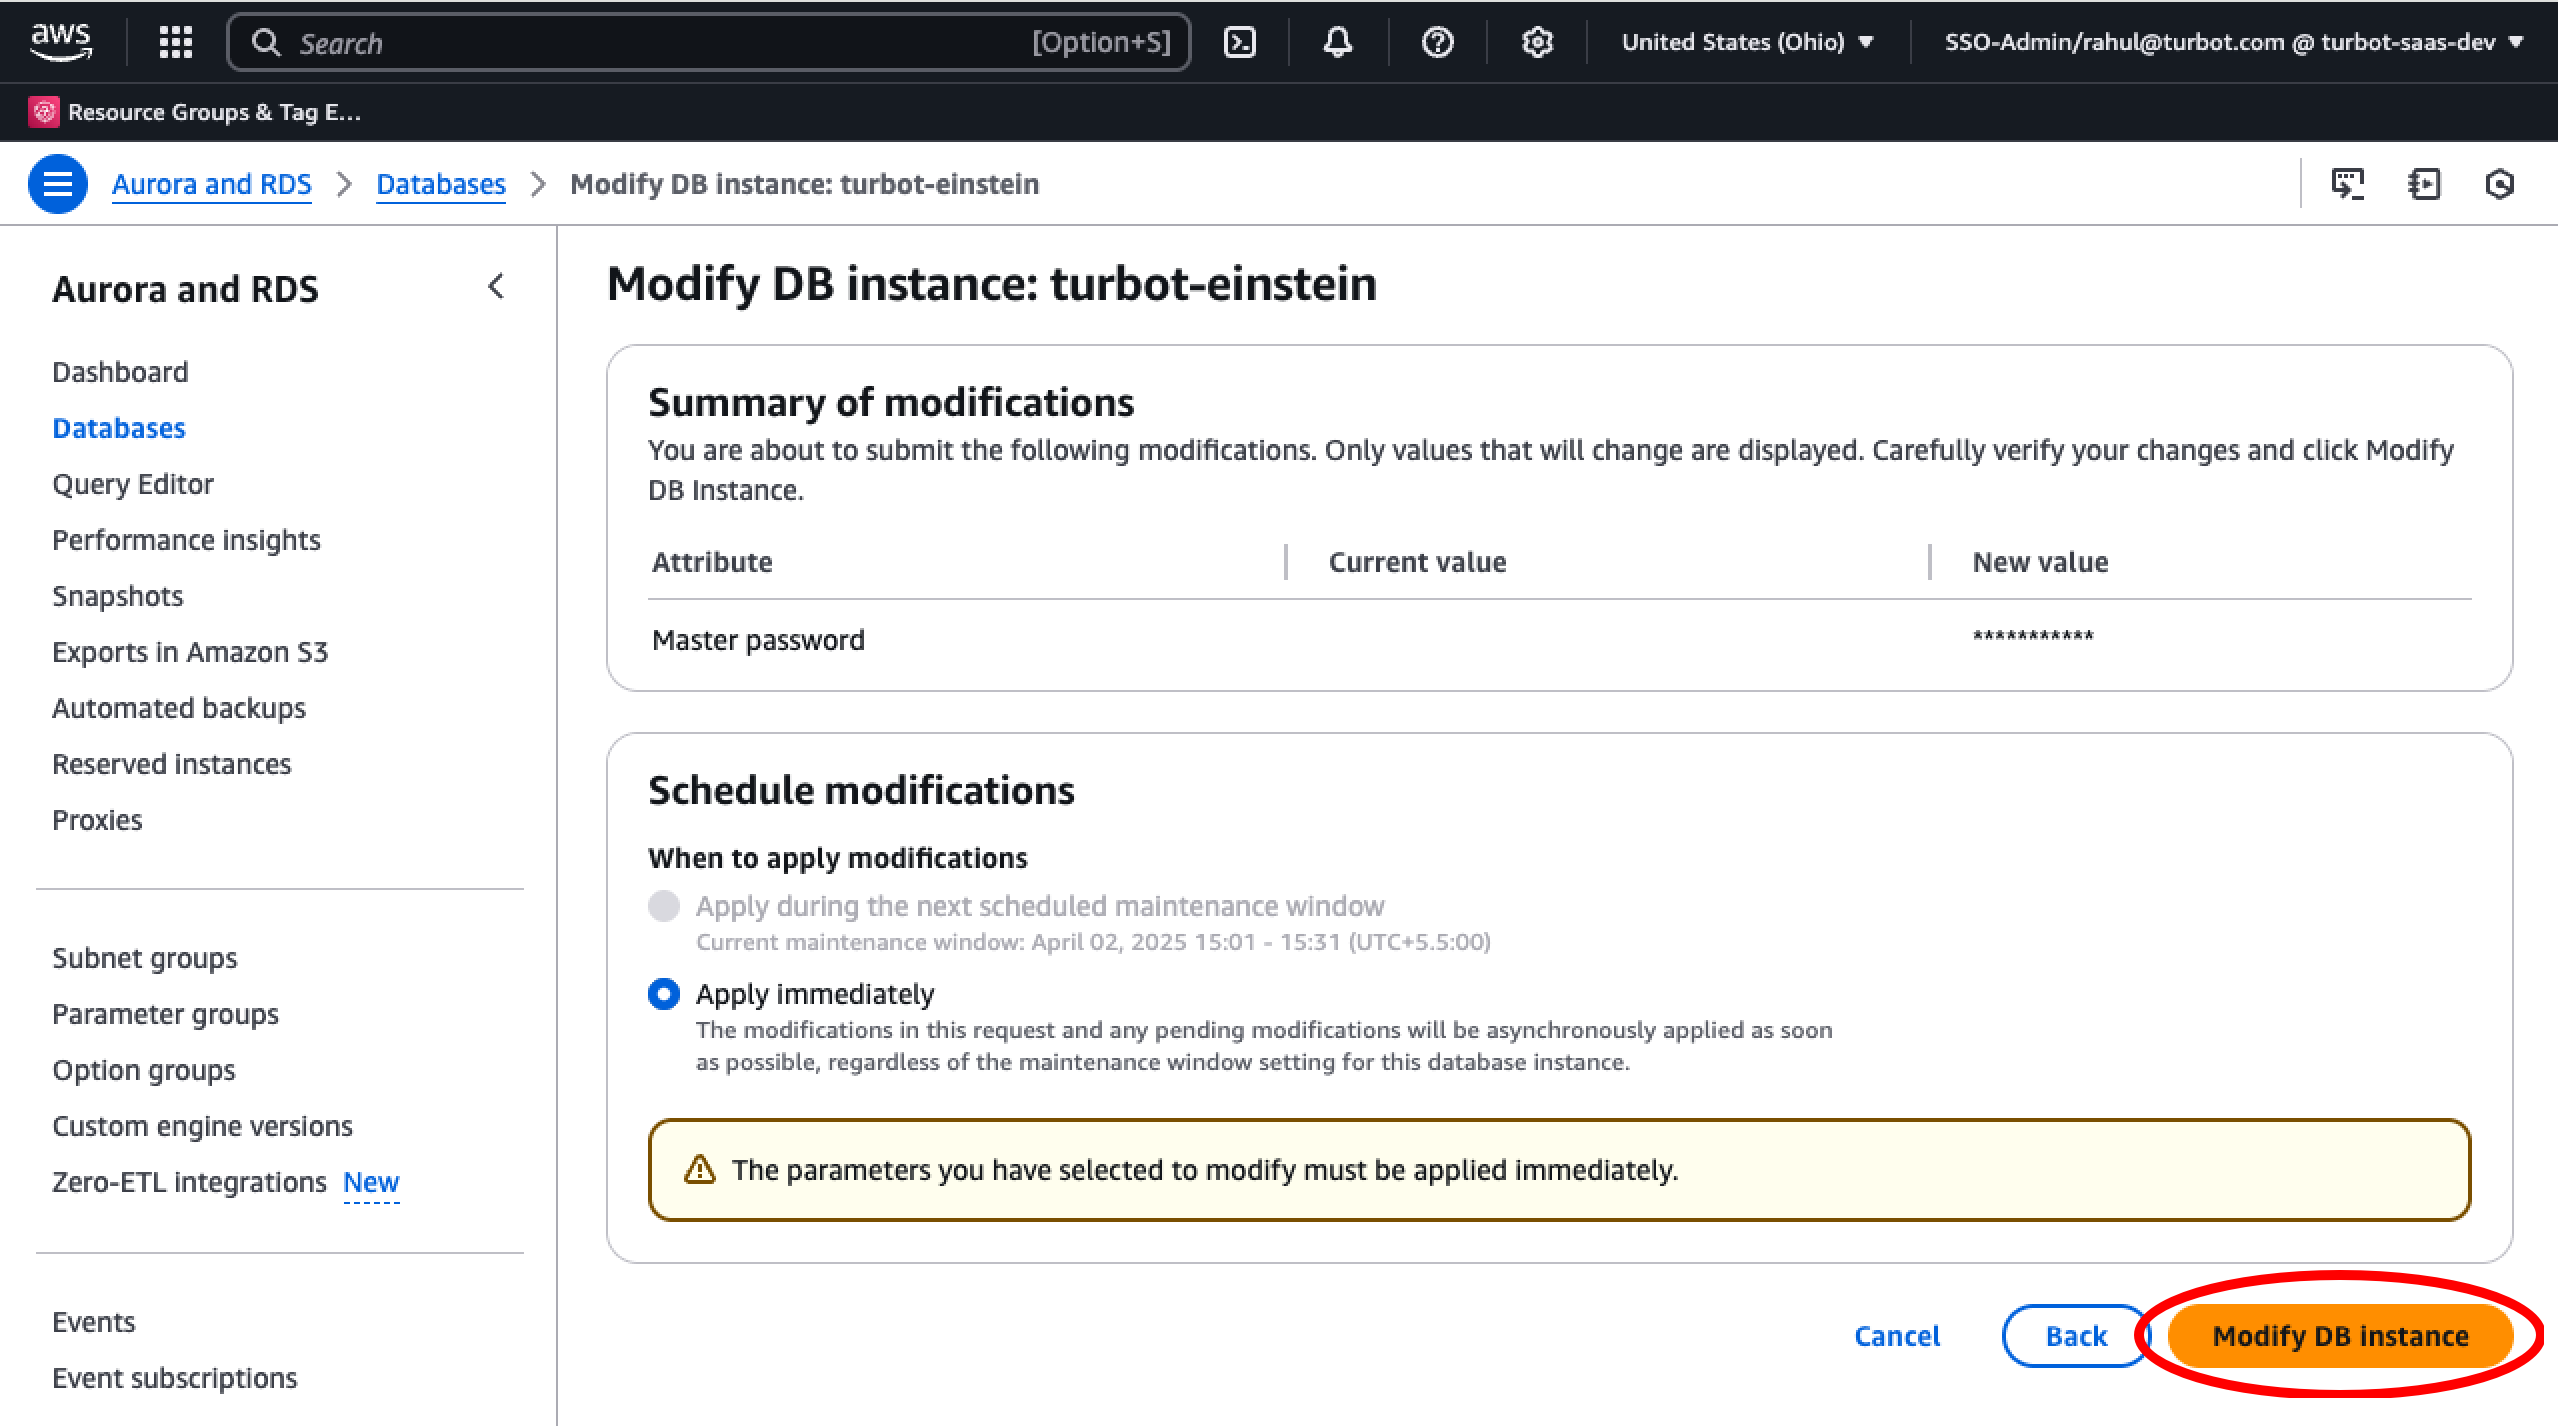 aws
Search [Option+S]
United States (Ohio)
SSO-Admin/rahul@turbot.com @ turbot-saas-dev
Resource Groups & Tag E...
Aurora and RDS
Databases
Modify DB instance: turbot-einstein
Aurora and RDS
Dashboard
Databases
Query Editor
Performance insights
Snapshots
Exports in Amazon S3
Automated backups
Reserved instances
Proxies
Subnet groups
Parameter groups
Option groups
Custom engine versions
Zero-ETL integrations New
Events
Event subscriptions
Modify DB instance: turbot-einstein
Summary of modifications
You are about to submit the following modifications. Only values that will change are displayed. Carefully verify your changes and click Modify
DB Instance.
Attribute Current value New value
Master password ***********
Schedule modifications
When to apply modifications
Apply during the next scheduled maintenance window
Current maintenance window: April 02, 2025 15:01 - 15:31 (UTC+5.5:00)
Apply immediately
The modifications in this request and any pending modifications will be asynchronously applied as soon
as possible, regardless of the maintenance window setting for this database instance.
The parameters you have selected to modify must be applied immediately.
Cancel Back Modify DB instance